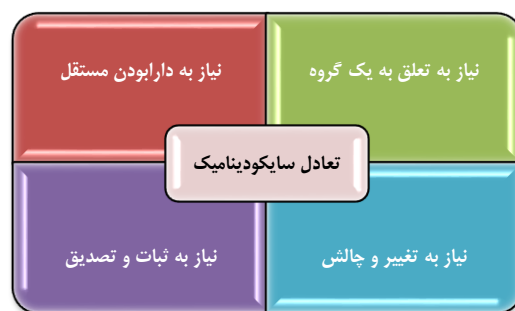 نیاز به تعلق به یک گروه
نیاز به دارابودن مستقل
تعادل سایکودینامیک
نیاز به تغییر و چالش
نیاز به ثبات و تصدیق